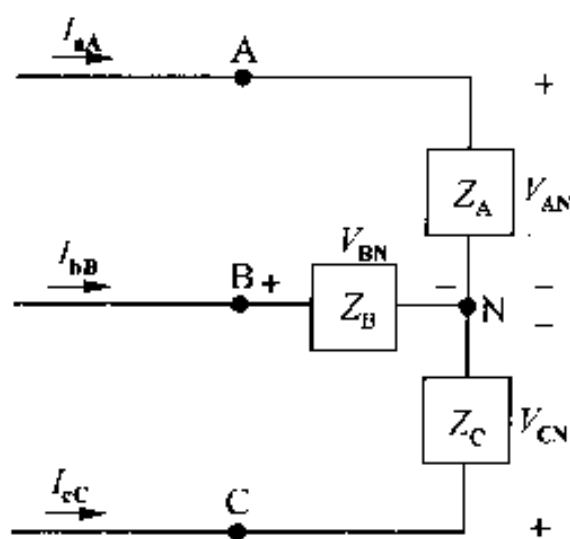 I_aA
A
+
Z_A V_AN
I_bB
V_BN
B +
Z_B
− N −
−
Z_C V_CN
I_cC
C
+